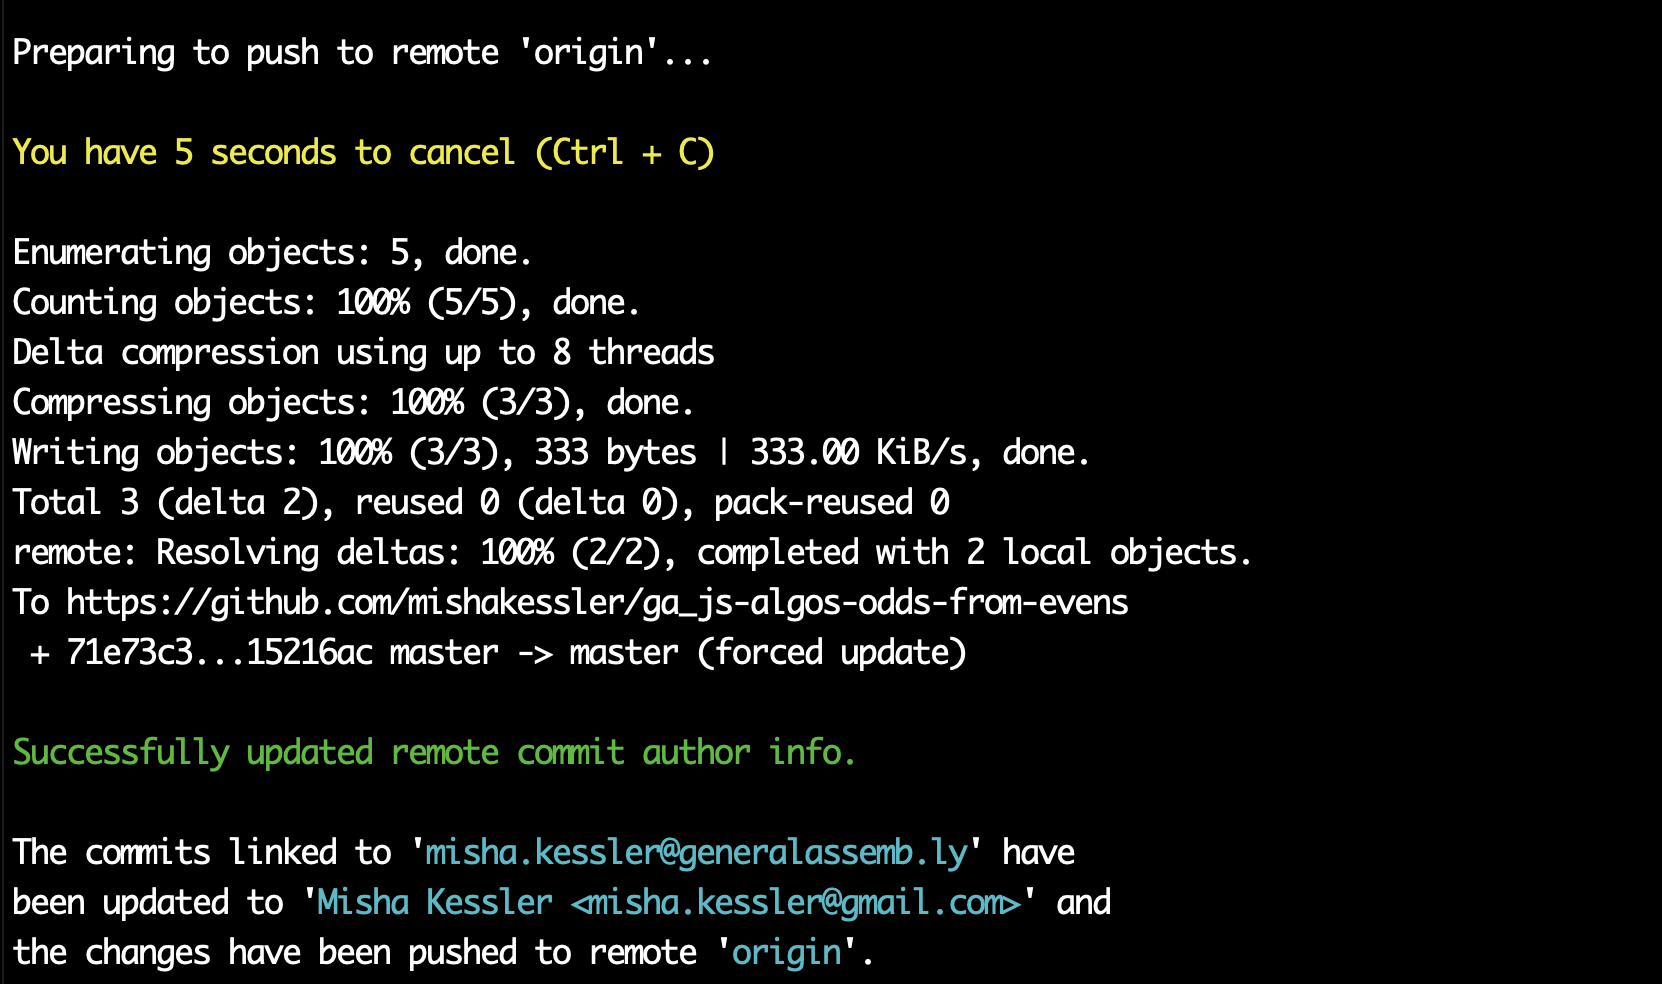 Preparing to push to remote 'origin'...
You have 5 seconds to cancel (Ctrl + C)
Enumerating objects: 5, done.
Counting objects: 100% (5/5), done.
Delta compression using up to 8 threads
Compressing objects: 100% (3/3), done.
Writing objects: 100% (3/3), 333 bytes | 333.00 KiB/s, done.
Total 3 (delta 2), reused 0 (delta 0), pack-reused 0
remote: Resolving deltas: 100% (2/2), completed with 2 local objects.
To https://github.com/mishakessler/ga_js-algos-odds-from-evens
 + 71e73c3...15216ac master -> master (forced update)
Successfully updated remote commit author info.
The commits linked to 'misha.kessler@generalassemb.ly' have
been updated to 'Misha Kessler <misha.kessler@gmail.com>' and
the changes have been pushed to remote 'origin'.